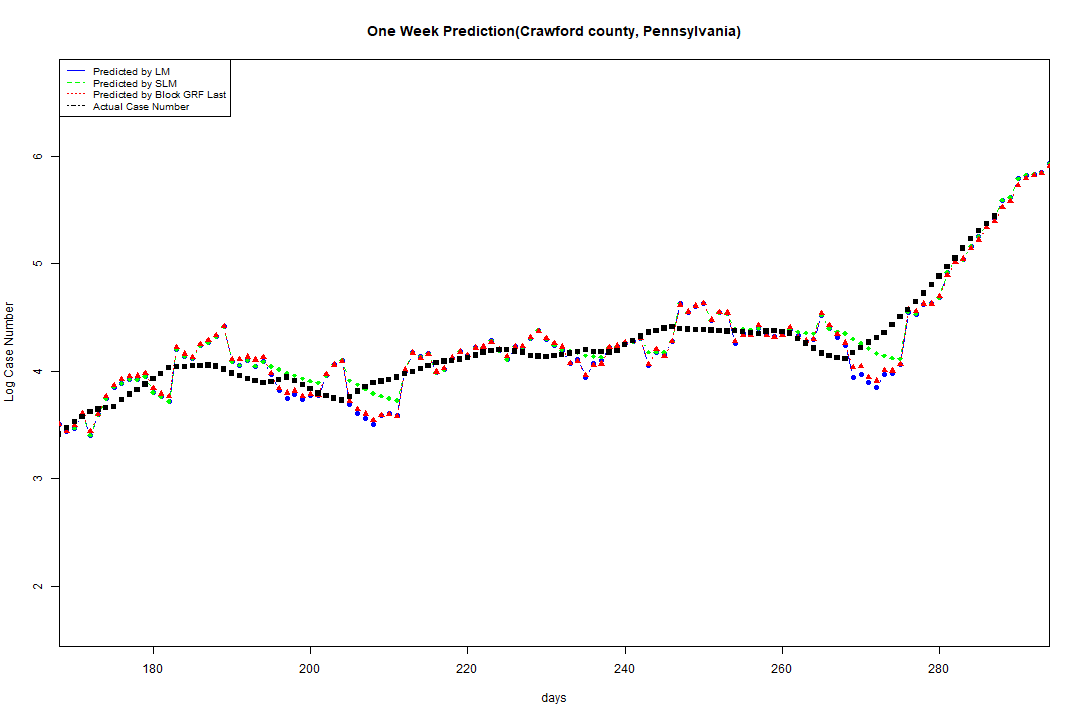 One Week Prediction(Crawford county, Pennsylvania)
Predicted by LM
Predicted by SLM
Predicted by Block GRF Last
Actual Case Number
6
5
4
3
2
Log Case Number
180 200 220 240 260 280
days